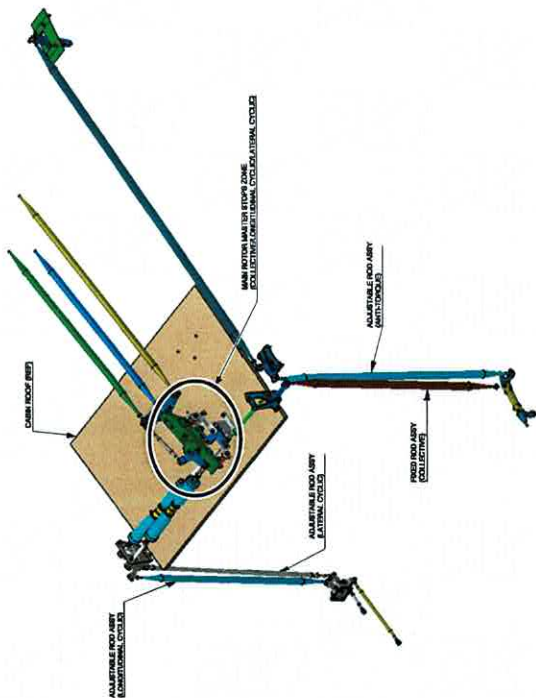 CABIN ROOF (REF)
MAIN ROTOR MASTER STOPS ZONE
(COLLECTIVE/LONGITUDINAL CYCLIC/LATERAL CYCLIC)
ADJUSTABLE ROD ASSY
(ANTI-TORQUE)
FIXED ROD ASSY
(COLLECTIVE)
ADJUSTABLE ROD ASSY
(LATERAL CYCLIC)
ADJUSTABLE ROD ASSY
(LONGITUDINAL CYCLIC)